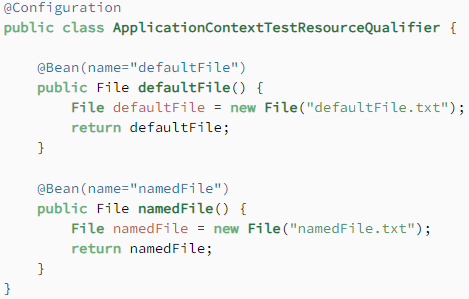 @Configuration
public class ApplicationContextTestResourceQualifier {
@Bean(name="defaultFile")
public File defaultFile() {
File defaultFile = new File("defaultFile.txt");
return defaultFile;
}
@Bean(name="namedFile")
public File namedFile() {
File namedFile = new File("namedFile.txt");
return namedFile;
}
}